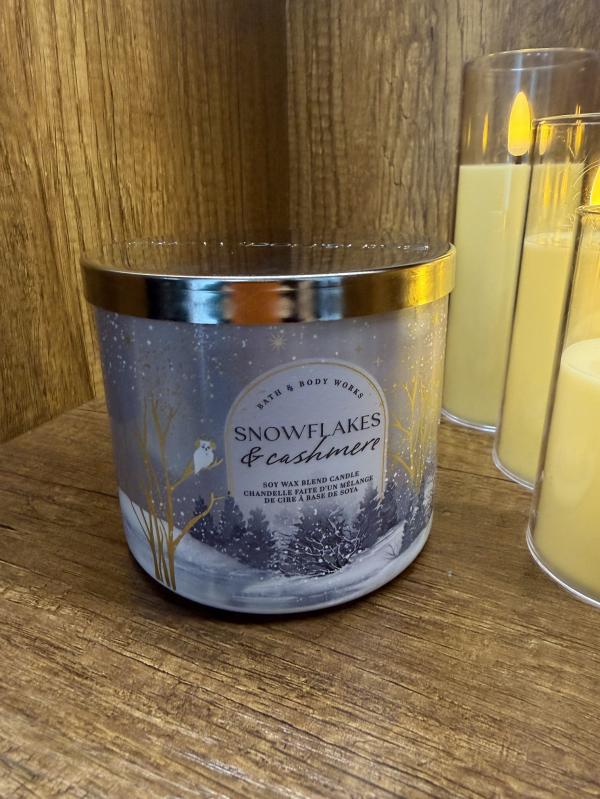 BATH & BODY WORKS
SNOWFLAKES
& cashmere
SOY WAX BLEND CANDLE
CHANDELLE FAITE D'UN MÉLANGE
DE CIRE À BASE DE SOYA